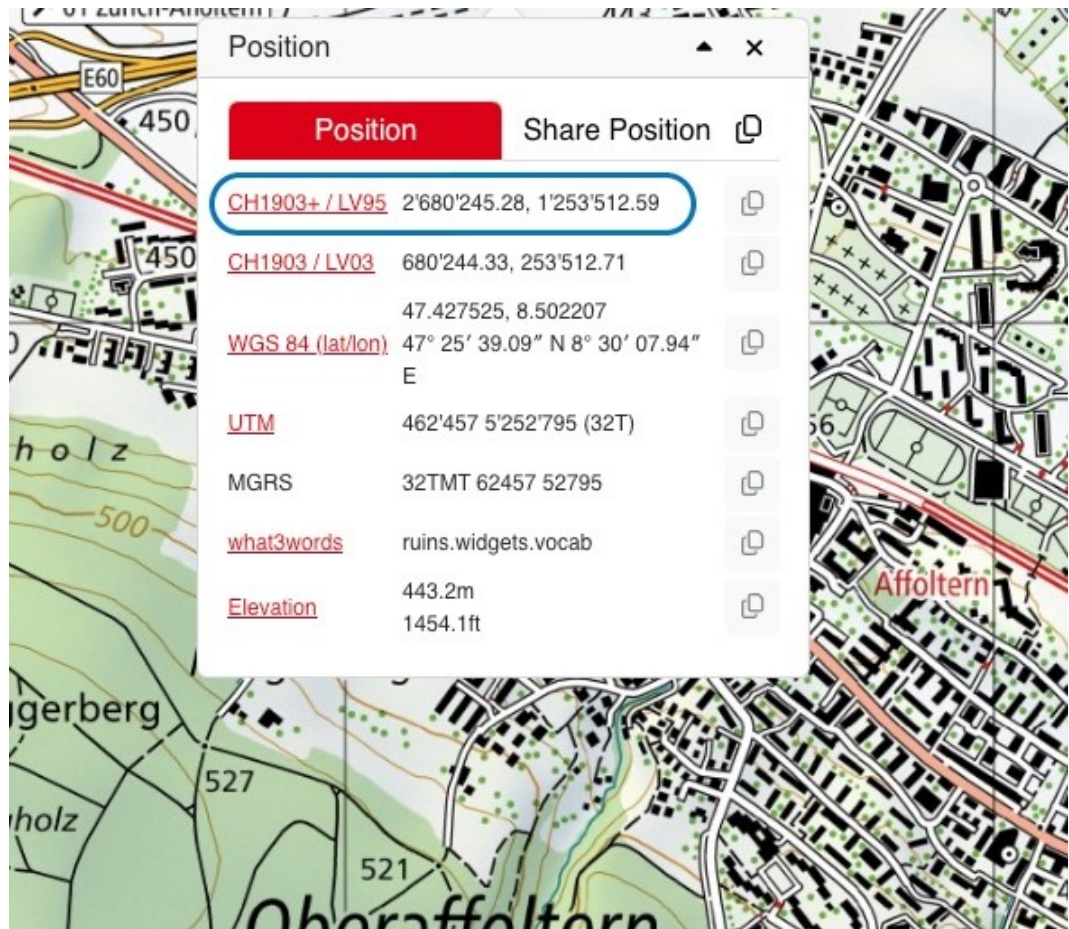 Position
E60
450
Position Share Position
CH1903+ / LV95 2'680'245.28, 1'253'512.59
450
CH1903 / LV03 680'244.33, 253'512.71
47.427525, 8.502207
WGS 84 (lat/lon) 47° 25′ 39.09″ N 8° 30′ 07.94″
E
UTM 462'457 5'252'795 (32T)
holz
MGRS 32TMT 62457 52795
500
what3words ruins.widgets.vocab
Affoltern
443.2m
Elevation
1454.1ft
gerberg
527
holz
521
Oberaffoltern